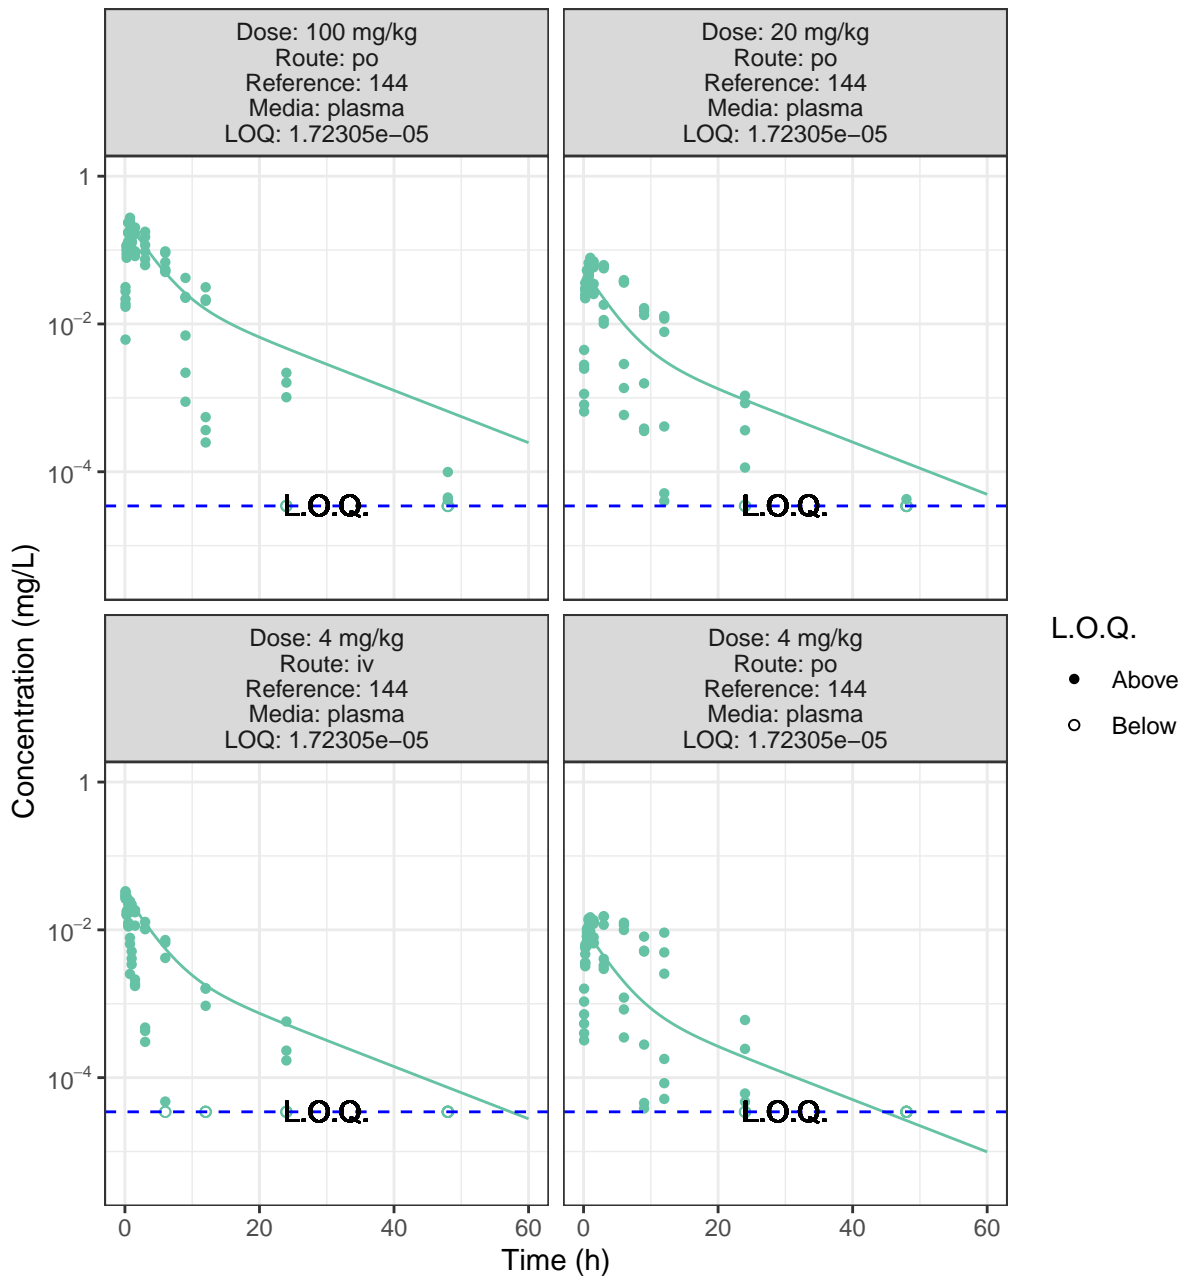 Dose: 100 mg/kg
Route: po
Reference: 144
Media: plasma
LOQ: 1.72305e−05
Dose: 20 mg/kg
Route: po
Reference: 144
Media: plasma
LOQ: 1.72305e−05
1
10−2
10−4
L.O.Q.
L.O.Q.
Dose: 4 mg/kg
Route: iv
Reference: 144
Media: plasma
LOQ: 1.72305e−05
Dose: 4 mg/kg
Route: po
Reference: 144
Media: plasma
LOQ: 1.72305e−05
1
10−2
10−4
L.O.Q.
L.O.Q.
0 20 40 60
0 20 40 60
Time (h)
Concentration (mg/L)
L.O.Q.
Above
Below